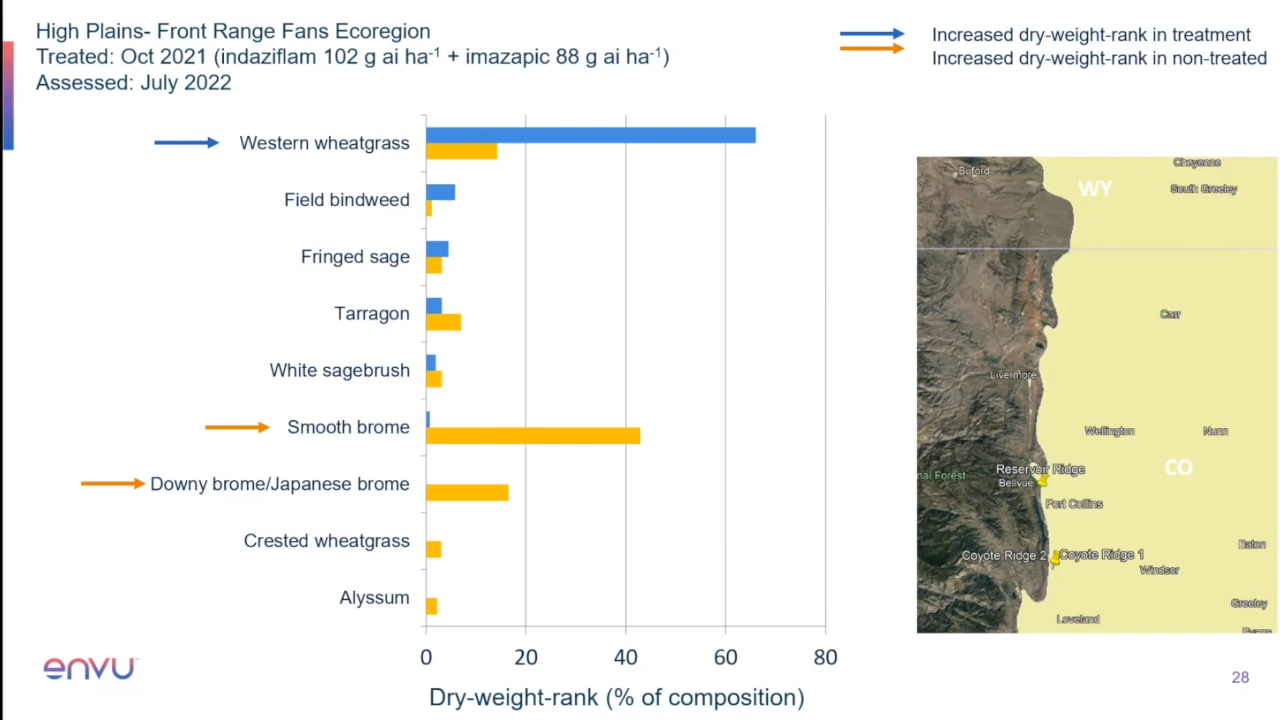 High Plains- Front Range Fans Ecoregion
Treated: Oct 2021 (indaziflam 102 g ai ha⁻¹ + imazapic 88 g ai ha⁻¹)
Assessed: July 2022
Increased dry-weight-rank in treatment
Increased dry-weight-rank in non-treated
Western wheatgrass
Field bindweed
Fringed sage
Tarragon
White sagebrush
Smooth brome
Downy brome/Japanese brome
Crested wheatgrass
Alyssum
0 20 40 60 80
Dry-weight-rank (% of composition)
Cheyenne
Buford
WY
South Greeley
Carr
Livermore
Wellington
Nunn
Reservoir Ridge
CO
nal Forest
Bellvue
Fort Collins
Eaton
Coyote Ridge 2
Coyote Ridge 1
Windsor
Greeley
Loveland
envu
28